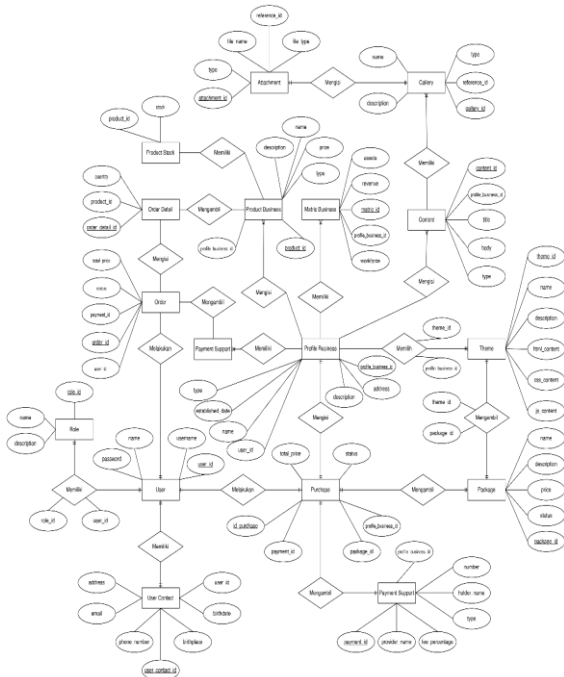 reference_id
file_name
file_type
type
Attachment
attachment_id
Mengisi
name
type
Gallery
reference_id
description
gallery_id
stock
product_id
Product Stock
Memiliki
name
description
price
type
Memiliki
quantity
product_id
Order Detail
order_detail_id
Mengambil
Product Business
profile_business_id
product_id
assets
revenue
Matrix Business
metric_id
profile_business_id
workforce
content_id
profile_business_id
Content
title
body
type
Mengisi
Mengisi
Memiliki
Mengisi
total_price
status
payment_id
Order
order_id
user_id
Mengambil
Melakukan
Payment Support
Memiliki
Profile Business
Memilih
theme_id
profile_business_id
theme_id
name
description
Theme
html_content
css_content
js_content
type
established_date
name
user_id
profile_business_id
address
description
Mengisi
theme_id
package_id
Mengambil
role_id
name
description
Role
Memiliki
role_id
user_id
name
username
password
user_id
User
Melakukan
total_price
status
Purchase
id_purchase
payment_id
package_id
profile_business_id
Mengambil
name
description
price
Package
status
package_id
Memiliki
address
user_id
User Contact
email
birthdate
phone_number
birthplace
user_contact_id
Mengambil
profile_business_id
number
Payment Support
holder_name
type
payment_id
provider_name
fee_percentage